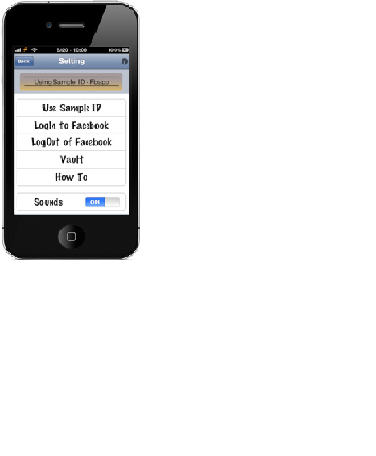 100%
Back
Setting
Using Sample ID -
Use Sample ID
LogIn to Facebook
LogOut of Facebook
Vault
How To
Sounds
ON